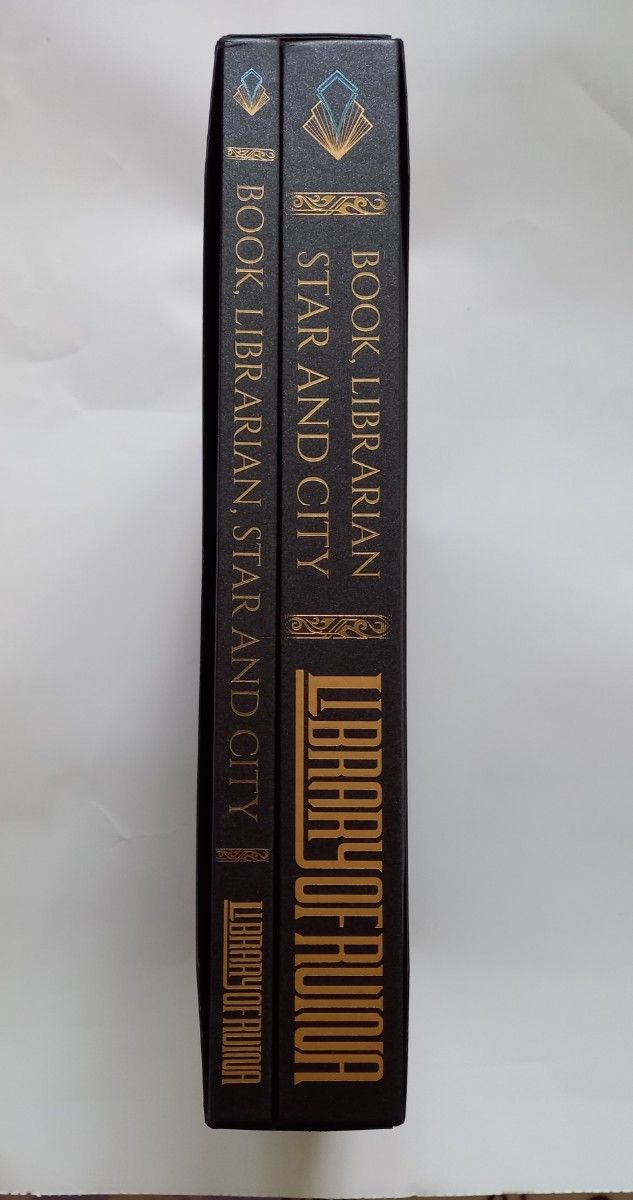 BOOK, LIBRARIAN, STAR AND CITY
LIBRARY OF RUINA
BOOK, LIBRARIAN
STAR AND CITY
LIBRARY OF RUINA